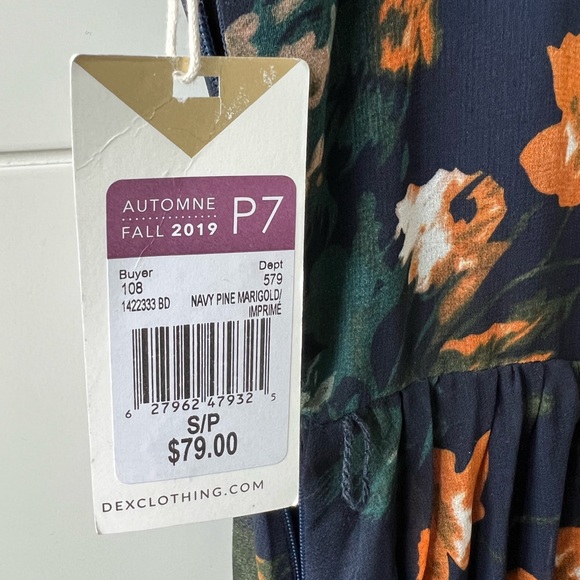 AUTOMNE
FALL 2019 P7
Buyer Dept
108 579
1422333 BD NAVY PINE MARIGOLD/
IMPRIMÉ
6 27962 47932 5
S/P
$79.00
DEXCLOTHING.COM